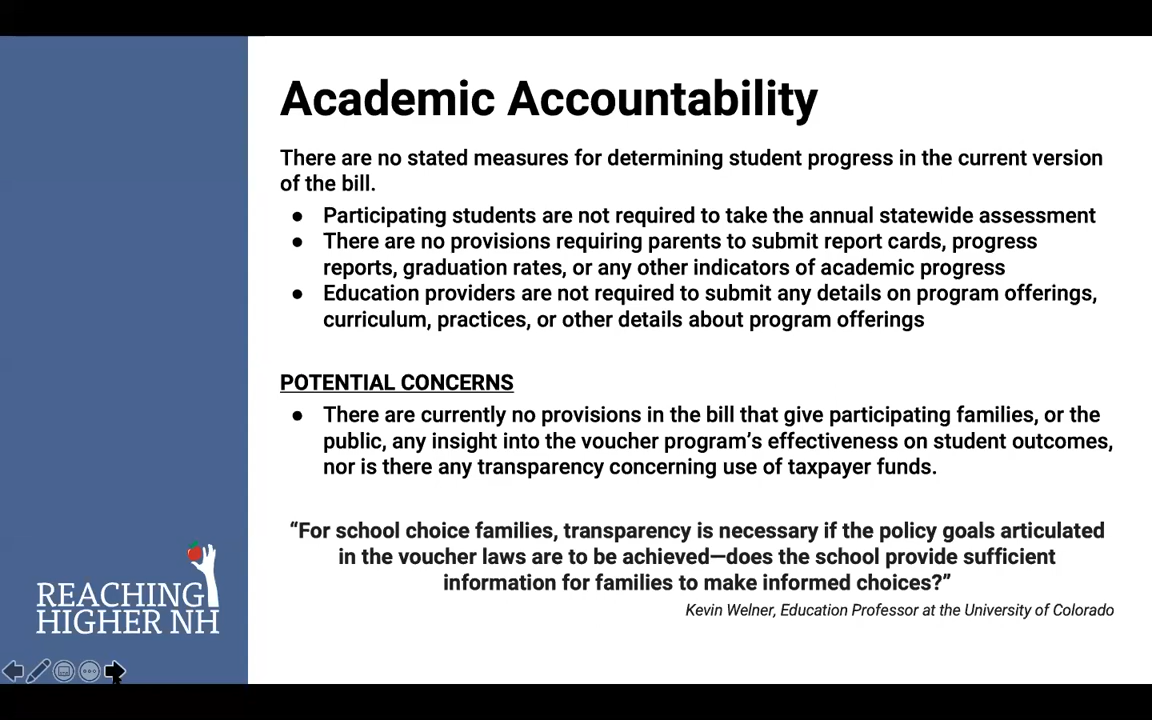 Academic Accountability
There are no stated measures for determining student progress in the current version
of the bill.
● Participating students are not required to take the annual statewide assessment
● There are no provisions requiring parents to submit report cards, progress
reports, graduation rates, or any other indicators of academic progress
● Education providers are not required to submit any details on program offerings,
curriculum, practices, or other details about program offerings
POTENTIAL CONCERNS
● There are currently no provisions in the bill that give participating families, or the
public, any insight into the voucher program’s effectiveness on student outcomes,
nor is there any transparency concerning use of taxpayer funds.
“For school choice families, transparency is necessary if the policy goals articulated
in the voucher laws are to be achieved—does the school provide sufficient
information for families to make informed choices?”
Kevin Welner, Education Professor at the University of Colorado
REACHING
HIGHER NH